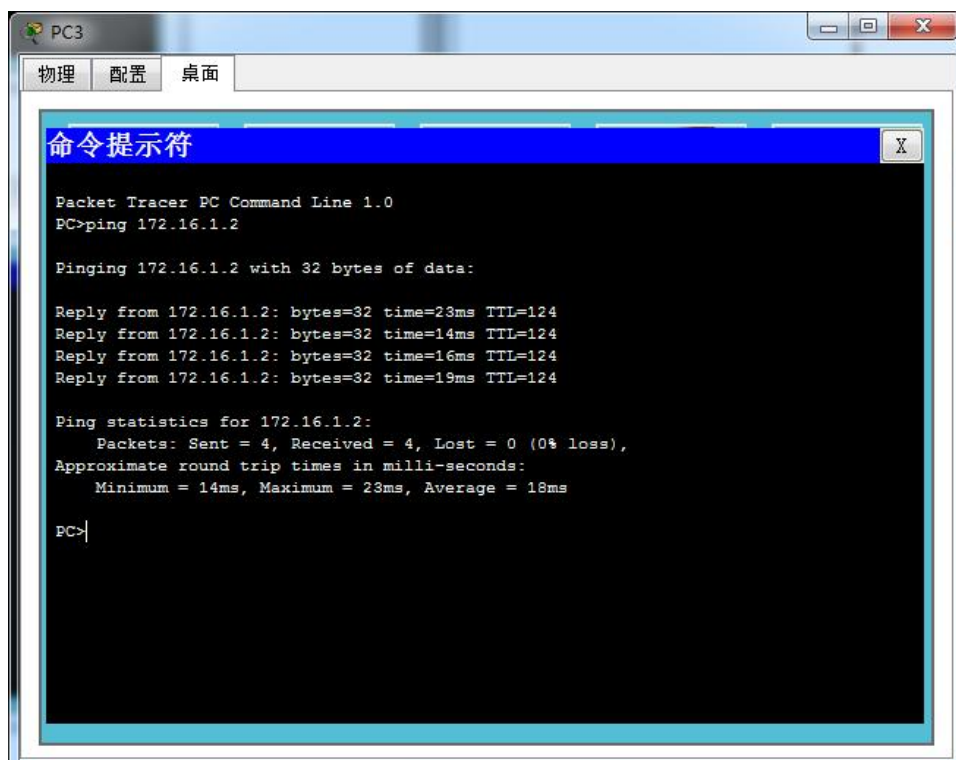 PC3
物理 配置 桌面
命令提示符 X
Packet Tracer PC Command Line 1.0
PC>ping 172.16.1.2
Pinging 172.16.1.2 with 32 bytes of data:
Reply from 172.16.1.2: bytes=32 time=23ms TTL=124
Reply from 172.16.1.2: bytes=32 time=14ms TTL=124
Reply from 172.16.1.2: bytes=32 time=16ms TTL=124
Reply from 172.16.1.2: bytes=32 time=19ms TTL=124
Ping statistics for 172.16.1.2:
Packets: Sent = 4, Received = 4, Lost = 0 (0% loss),
Approximate round trip times in milli-seconds:
Minimum = 14ms, Maximum = 23ms, Average = 18ms
PC>